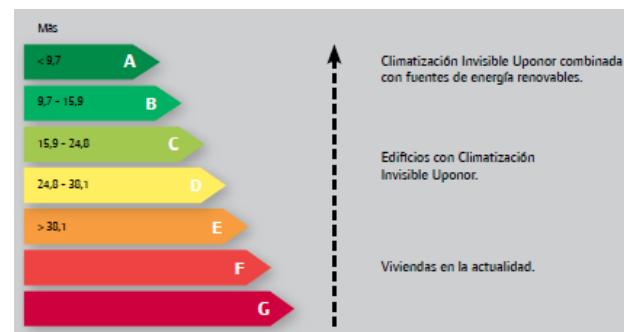 Más
< 9,7 A
9,7 - 15,9 B
15,9 - 24,8 C
24,8 - 38,1 D
> 38,1 E
F
G
Climatización Invisible Uponor combinada
con fuentes de energía renovables.
Edificios con Climatización
Invisible Uponor.
Viviendas en la actualidad.